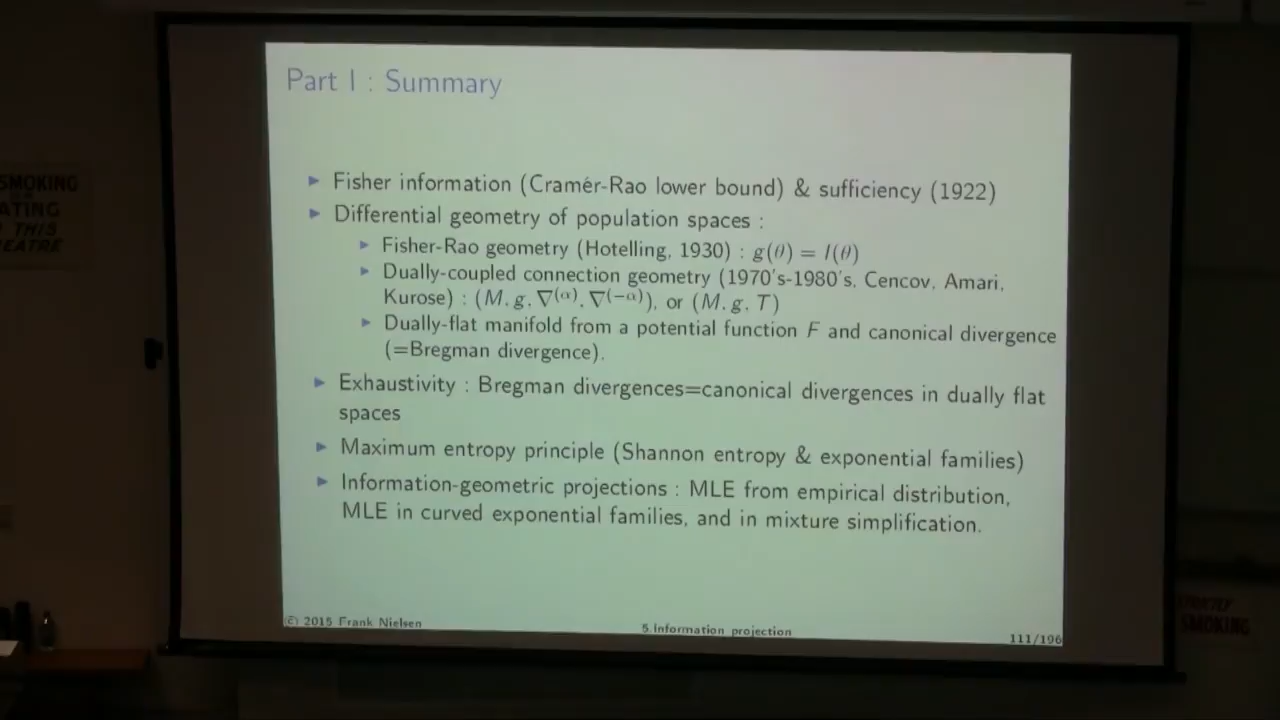 Part I : Summary
Fisher information (Cramér-Rao lower bound) & sufficiency (1922)
Differential geometry of population spaces :
Fisher-Rao geometry (Hotelling, 1930) : g(θ) = I(θ)
Dually-coupled connection geometry (1970's-1980's, Cencov, Amari,
Kurose) : (M, g, ∇(α), ∇(−α)), or (M, g, T)
Dually-flat manifold from a potential function F and canonical divergence
(=Bregman divergence).
Exhaustivity : Bregman divergences=canonical divergences in dually flat
spaces
Maximum entropy principle (Shannon entropy & exponential families)
Information-geometric projections : MLE from empirical distribution,
MLE in curved exponential families, and in mixture simplification.
© 2015 Frank Nielsen
5.Information projection
111/196
SMOKING
ATING
THIS
EATRE
STRICTLY
SMOKING